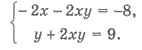 -2x - 2xy = -8,
y + 2xy = 9.